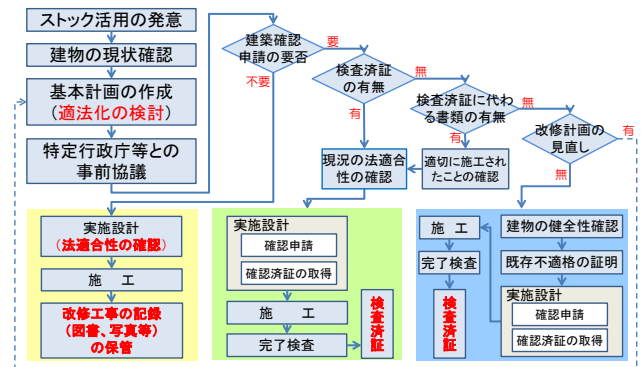 ストック活用の発意
建物の現状確認
基本計画の作成
(適法化の検討)
特定行政庁等との
事前協議
建築確認
申請の要否
要
不要
検査済証
の有無
無
有
検査済証に代わ
る書類の有無
無
有
改修計画の
見直し
有
無
現況の法適合
性の確認
適切に施工され
たことの確認
実施設計
(法適合性の確認)
施　工
改修工事の記録
(図書、写真等)
の保管
実施設計
確認申請
確認済証の取得
施　工
完了検査
検査済証
施　工
完了検査
検査済証
建物の健全性確認
既存不適格の証明
実施設計
確認申請
確認済証の取得